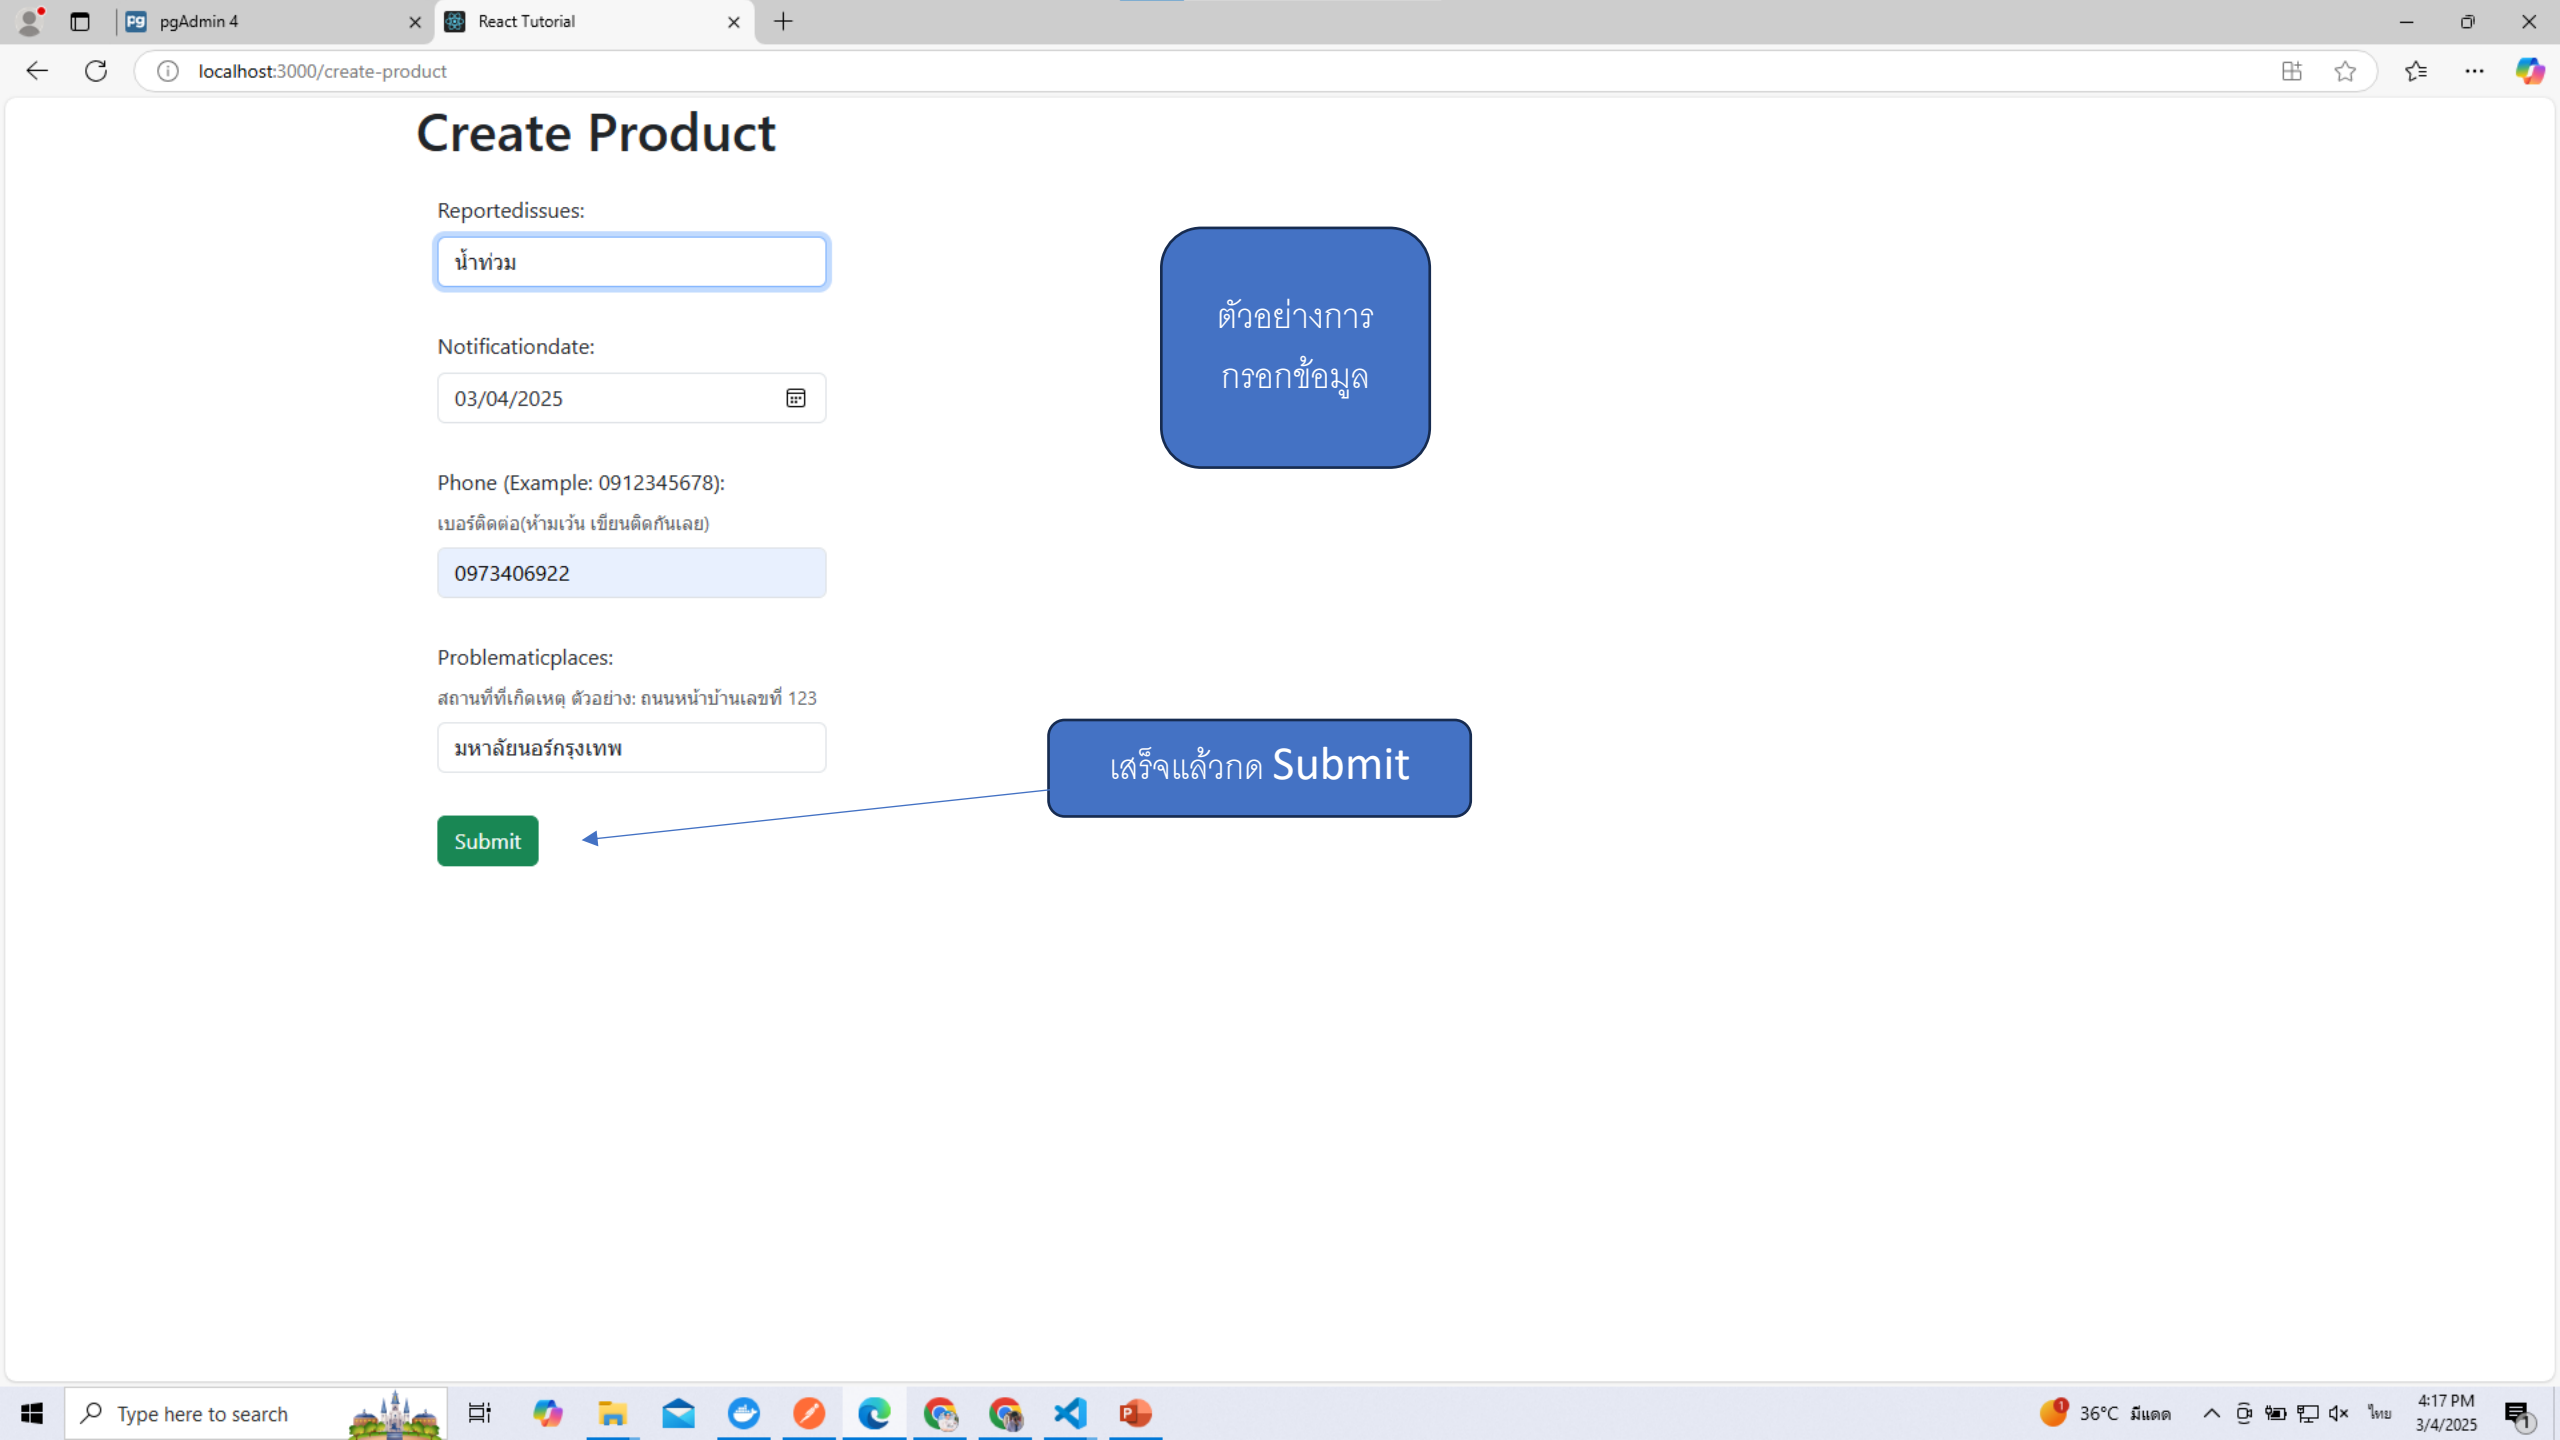 pgAdmin 4
React Tutorial
localhost:3000/create-product
Create Product
Reportedissues:
น้ำท่วม
Notificationdate:
03/04/2025
Phone (Example: 0912345678):
เบอร์ติดต่อ(ห้ามเว้น เขียนติดกันเลย)
0973406922
Problematicplaces:
สถานที่ที่เกิดเหตุ ตัวอย่าง: ถนนหน้าบ้านเลขที่ 123
มหาลัยนอร์กรุงเทพ
Submit
ตัวอย่างการ
กรอกข้อมูล
เสร็จแล้วกด Submit
Type here to search
36°C มีแดด
ไทย
4:17 PM
3/4/2025